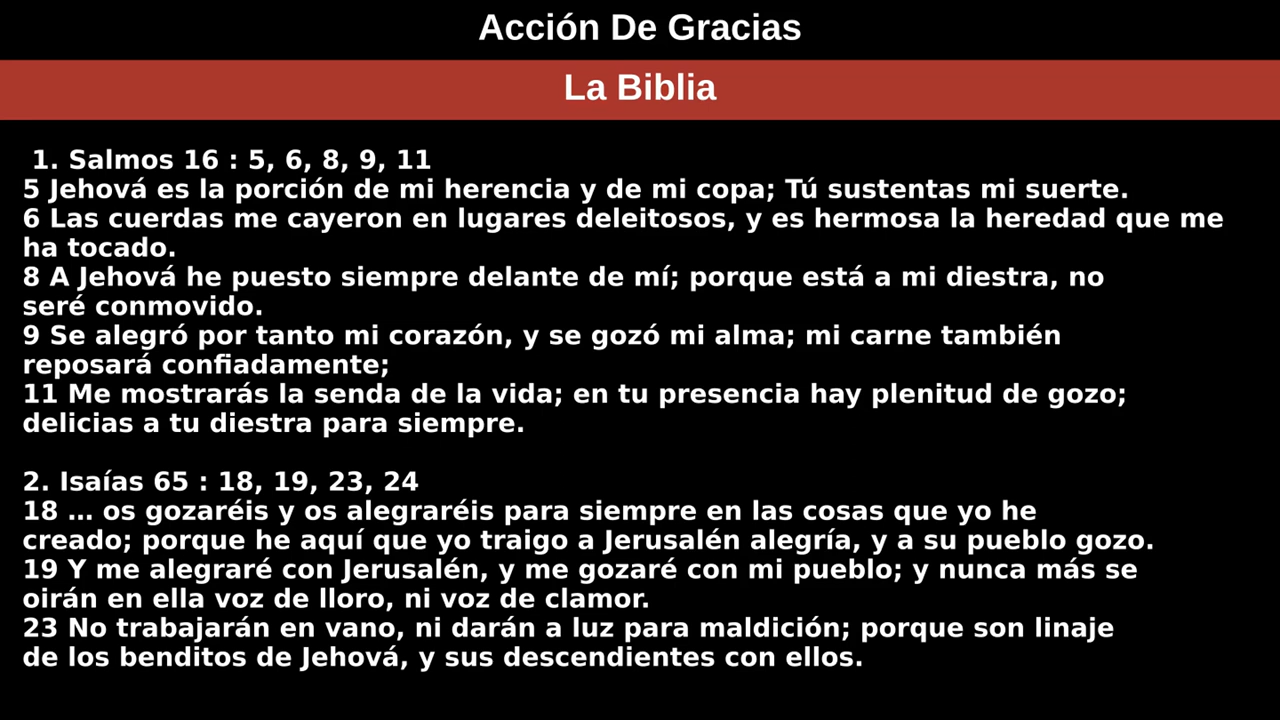 Acción De Gracias
La Biblia
1. Salmos 16 : 5, 6, 8, 9, 11
5 Jehová es la porción de mi herencia y de mi copa; Tú sustentas mi suerte.
6 Las cuerdas me cayeron en lugares deleitosos, y es hermosa la heredad que me
ha tocado.
8 A Jehová he puesto siempre delante de mí; porque está a mi diestra, no
seré conmovido.
9 Se alegró por tanto mi corazón, y se gozó mi alma; mi carne también
reposará confiadamente;
11 Me mostrarás la senda de la vida; en tu presencia hay plenitud de gozo;
delicias a tu diestra para siempre.
2. Isaías 65 : 18, 19, 23, 24
18 … os gozaréis y os alegraréis para siempre en las cosas que yo he
creado; porque he aquí que yo traigo a Jerusalén alegría, y a su pueblo gozo.
19 Y me alegraré con Jerusalén, y me gozaré con mi pueblo; y nunca más se
oirán en ella voz de lloro, ni voz de clamor.
23 No trabajarán en vano, ni darán a luz para maldición; porque son linaje
de los benditos de Jehová, y sus descendientes con ellos.